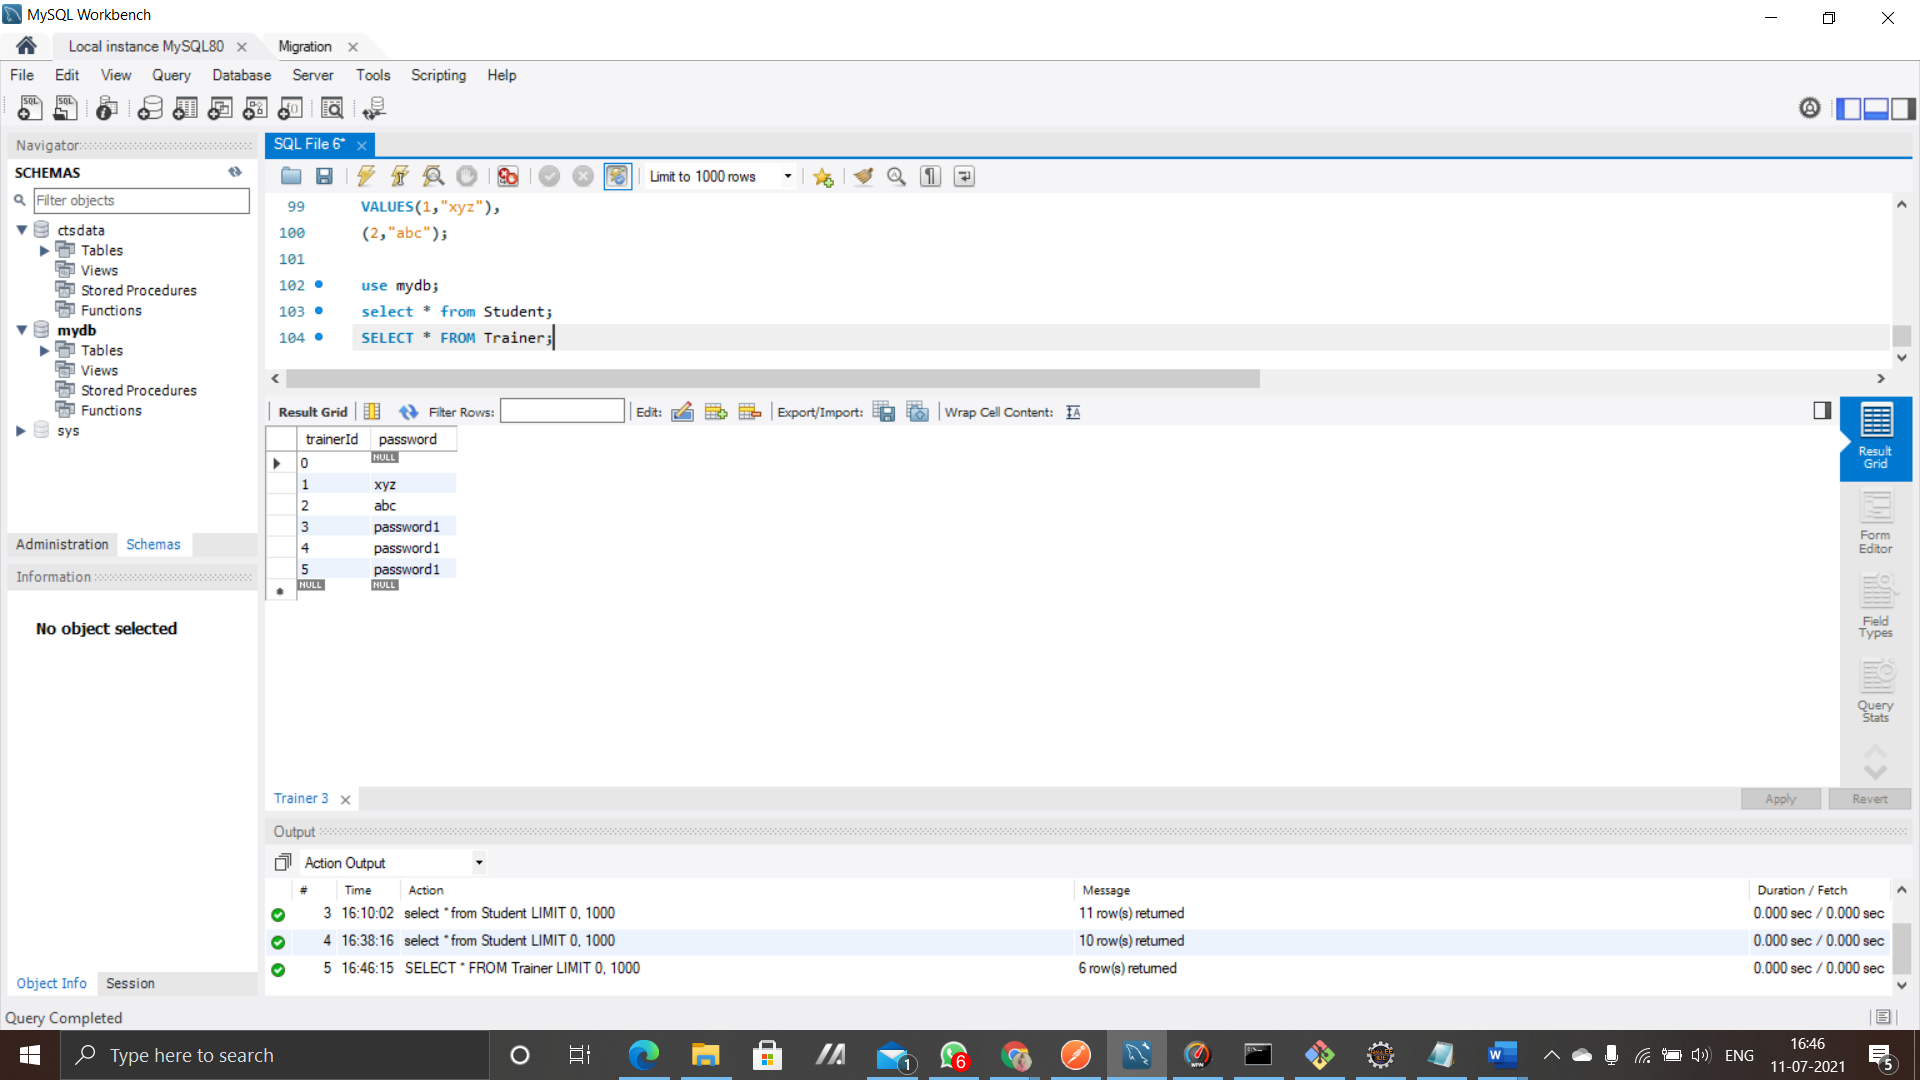 MySQL Workbench
Local instance MySQL80
Migration
File Edit View Query Database Server Tools Scripting Help
Navigator
SCHEMAS
Filter objects
ctsdata
Tables
Views
Stored Procedures
Functions
mydb
Tables
Views
Stored Procedures
Functions
sys
Administration Schemas
Information
No object selected
Object Info Session
SQL File 6*
Limit to 1000 rows
99 VALUES(1,"xyz"),
100 (2,"abc");
101
102 use mydb;
103 select * from Student;
104 SELECT * FROM Trainer;
Result Grid Filter Rows: Edit: Export/Import: Wrap Cell Content:
trainerId password
0 NULL
1 xyz
2 abc
3 password1
4 password1
5 password1
NULL NULL
Result
Grid
Form
Editor
Field
Types
Query
Stats
Trainer 3
Apply Revert
Output
Action Output
# Time Action Message Duration / Fetch
3 16:10:02 select * from Student LIMIT 0, 1000 11 row(s) returned 0.000 sec / 0.000 sec
4 16:38:16 select * from Student LIMIT 0, 1000 10 row(s) returned 0.000 sec / 0.000 sec
5 16:46:15 SELECT * FROM Trainer LIMIT 0, 1000 6 row(s) returned 0.000 sec / 0.000 sec
Query Completed
Type here to search
1
6
ENG
16:46
11-07-2021
5